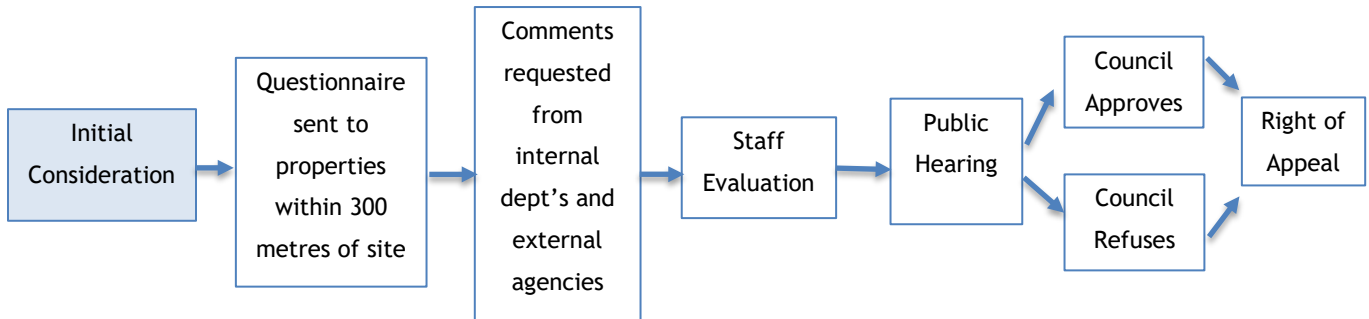 Initial
Consideration
Questionnaire
sent to
properties
within 300
metres of site
Comments
requested
from
internal
dept’s and
external
agencies
Staff
Evaluation
Public
Hearing
Council
Approves
Council
Refuses
Right of
Appeal